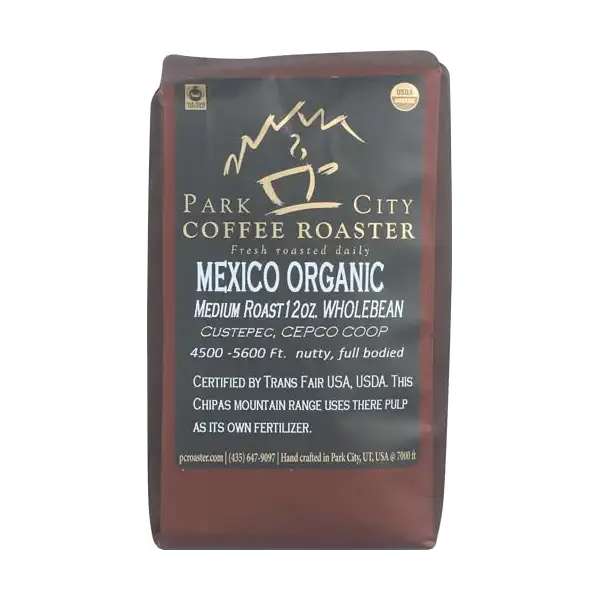 USDA
ORGANIC
PARK CITY
COFFEE ROASTER
Fresh roasted daily
MEXICO ORGANIC
MEDIUM ROAST 12OZ. WHOLEBEAN
CUSTEPEC, CEPCO COOP
4500 -5600 Ft. nutty, full bodied
CERTIFIED BY TRANS FAIR USA, USDA. THIS
CHIPAS MOUNTAIN RANGE USES THERE PULP
AS ITS OWN FERTILIZER.
pcroaster.com | (435) 647-9097 | Hand crafted in Park City, UT, USA @ 7000 ft